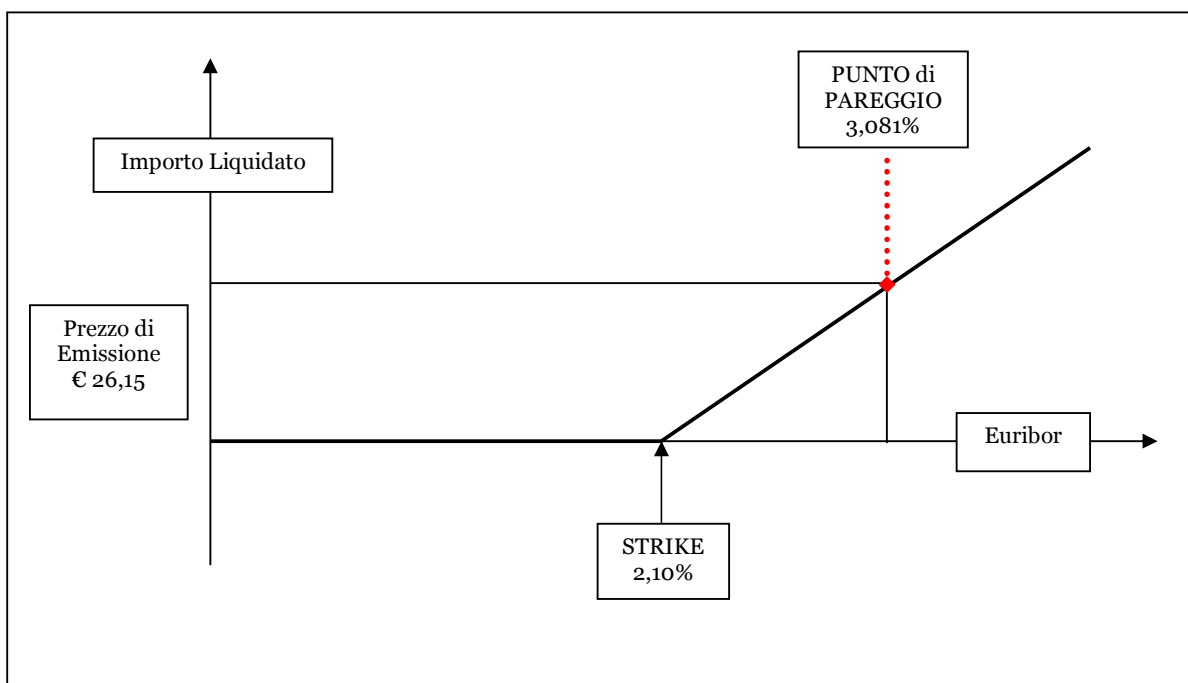 PUNTO di
PAREGGIO
3,081%
Importo Liquidato
Prezzo di
Emissione
€ 26,15
Euribor
STRIKE
2,10%